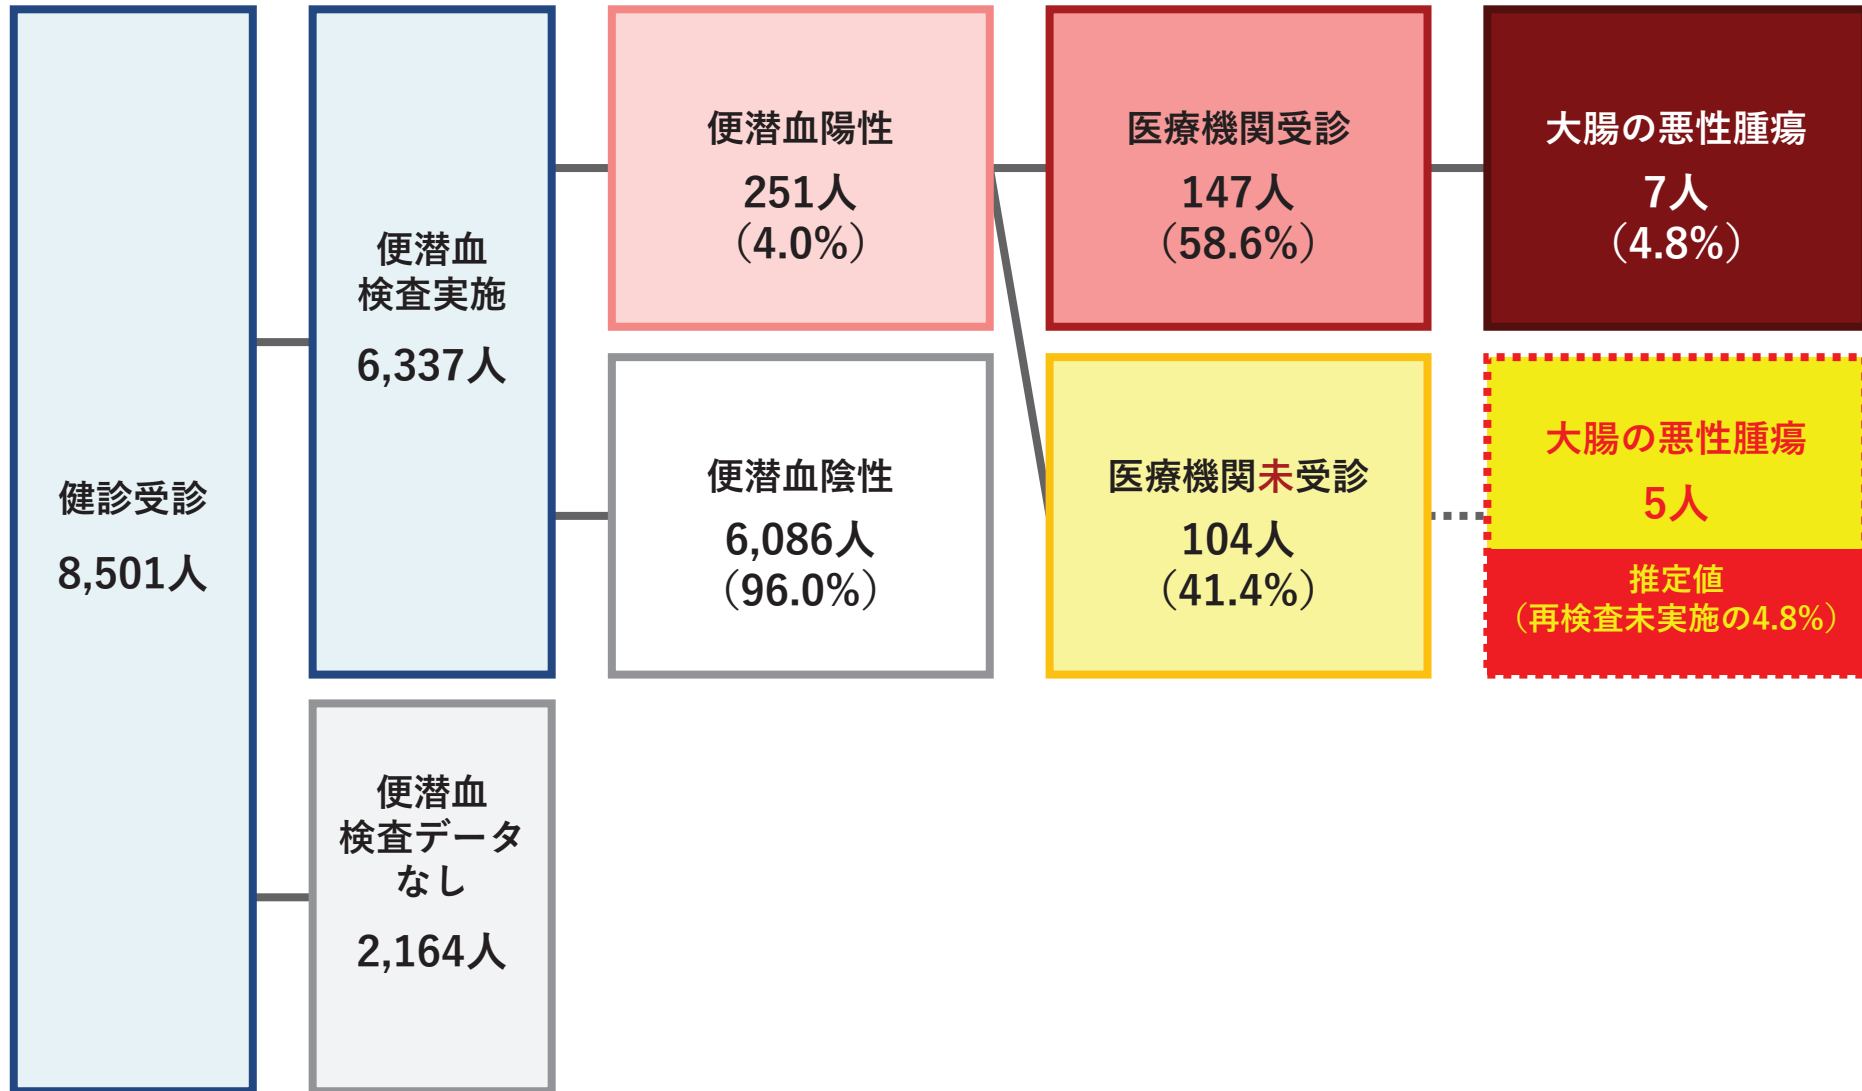 健診受診
8,501人
便潜血
検査実施
6,337人
便潜血
検査データ
なし
2,164人
便潜血陽性
251人
（4.0%）
便潜血陰性
6,086人
（96.0%）
医療機関受診
147人
（58.6%）
医療機関未受診
104人
（41.4%）
大腸の悪性腫瘍
7人
（4.8%）
大腸の悪性腫瘍
5人
推定値
（再検査未実施の4.8%）